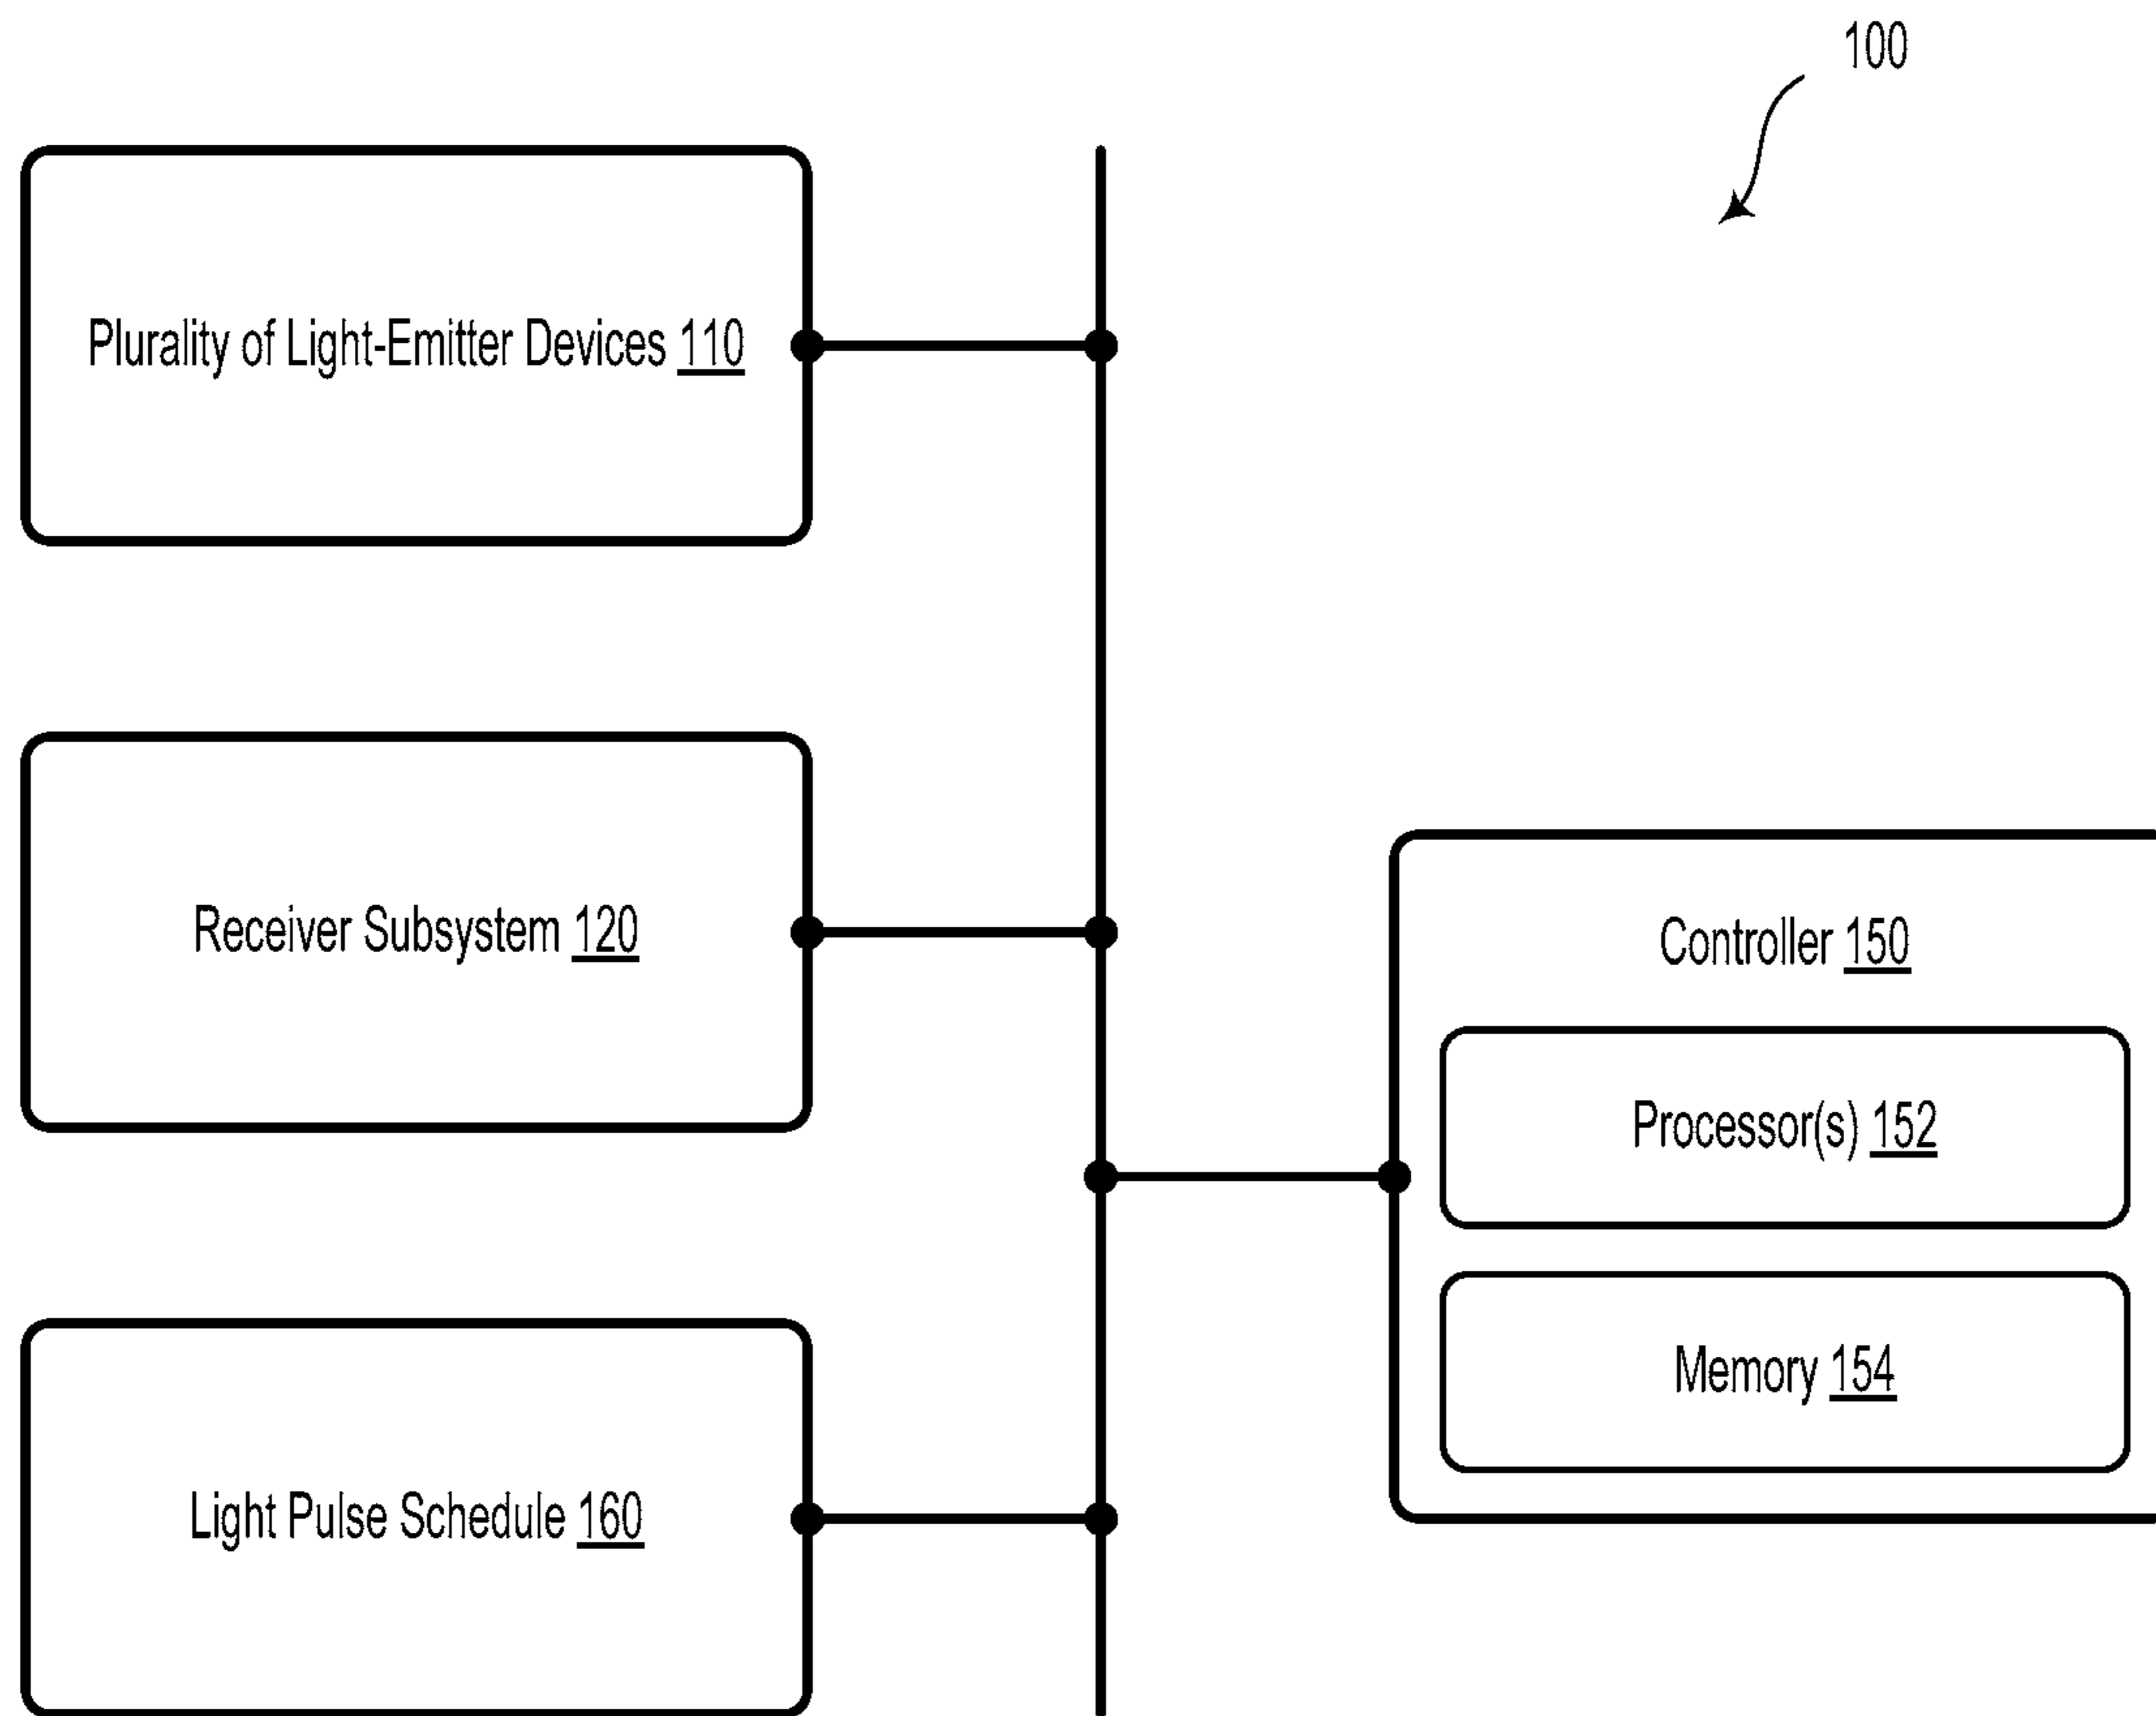 100
Plurality of Light-Emitter Devices 110
Receiver Subsystem 120
Controller 150
Processor(s) 152
Memory 154
Light Pulse Schedule 160